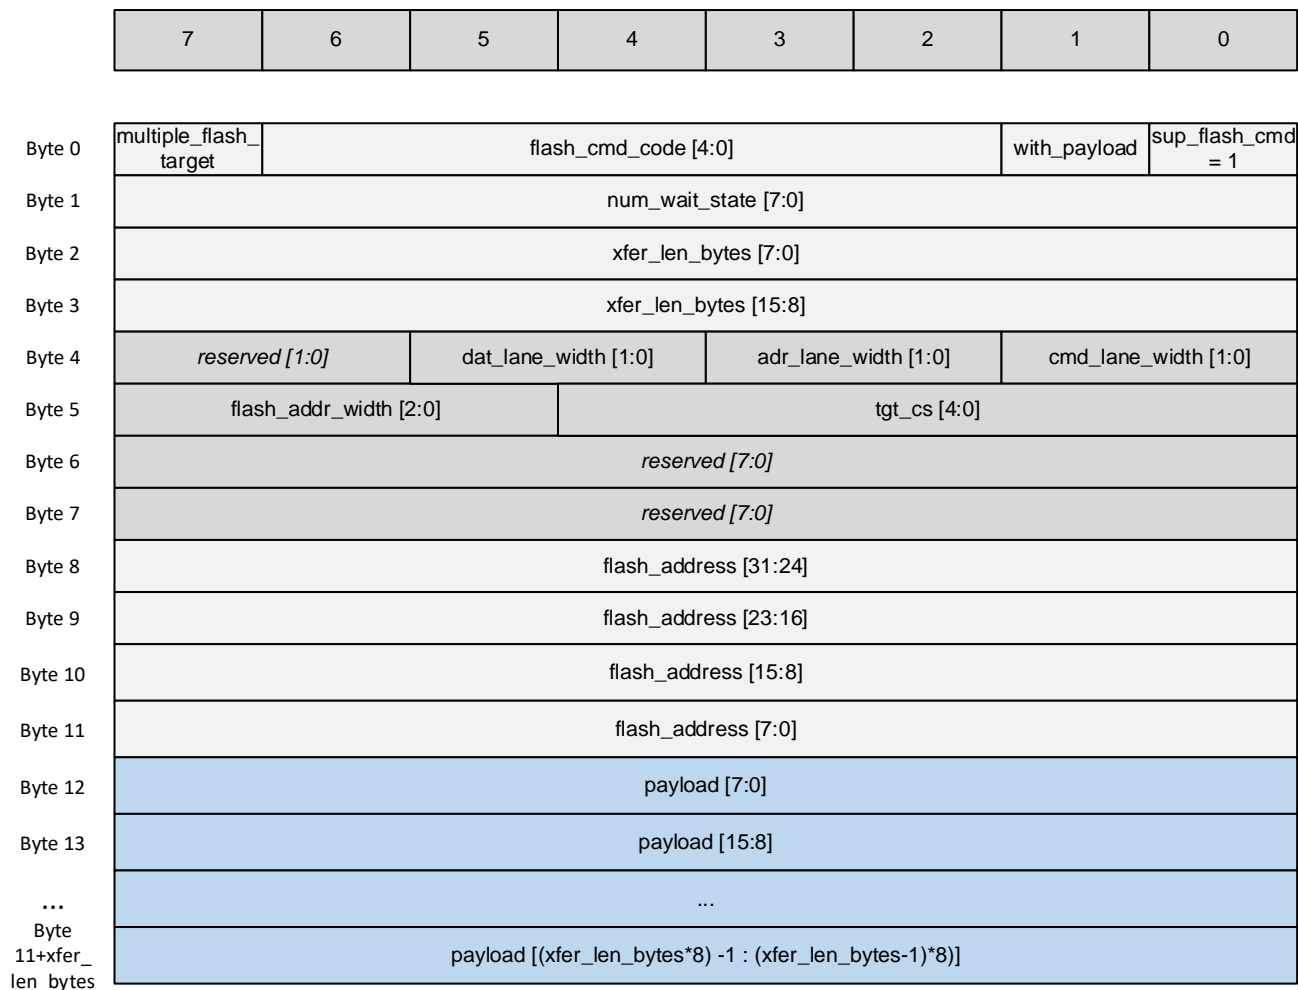 7 6 5 4 3 2 1 0
Byte 0 multiple_flash_ target flash_cmd_code [4:0] with_payload sup_flash_cmd = 1
Byte 1 num_wait_state [7:0]
Byte 2 xfer_len_bytes [7:0]
Byte 3 xfer_len_bytes [15:8]
Byte 4 reserved [1:0] dat_lane_width [1:0] adr_lane_width [1:0] cmd_lane_width [1:0]
Byte 5 flash_addr_width [2:0] tgt_cs [4:0]
Byte 6 reserved [7:0]
Byte 7 reserved [7:0]
Byte 8 flash_address [31:24]
Byte 9 flash_address [23:16]
Byte 10 flash_address [15:8]
Byte 11 flash_address [7:0]
Byte 12 payload [7:0]
Byte 13 payload [15:8]
... ...
Byte
11+xfer_ payload [(xfer_len_bytes*8) -1 : (xfer_len_bytes-1)*8)]
len_bytes